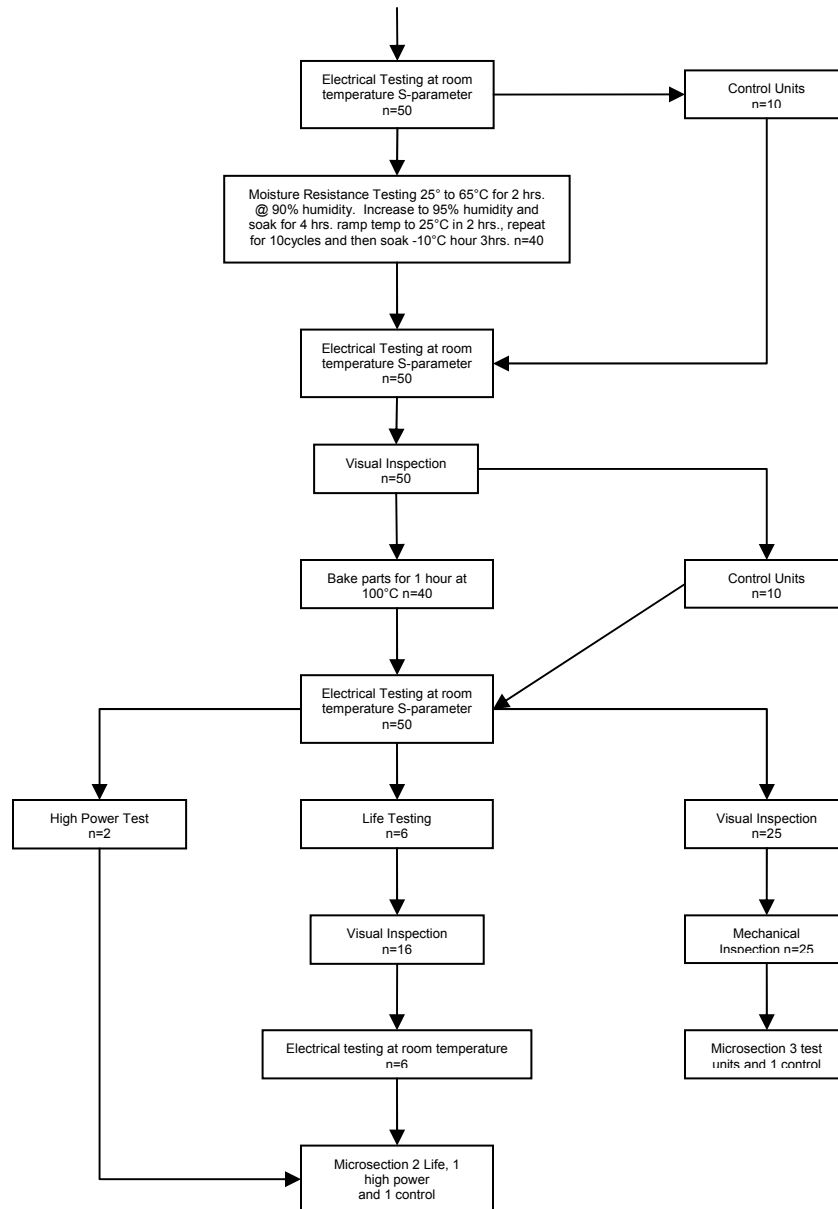 Electrical Testing at room
temperature S-parameter
n=50
Control Units
n=10
Moisture Resistance Testing 25° to 65°C for 2 hrs.
@ 90% humidity. Increase to 95% humidity and
soak for 4 hrs. ramp temp to 25°C in 2 hrs., repeat
for 10cycles and then soak -10°C hour 3hrs. n=40
Electrical Testing at room
temperature S-parameter
n=50
Visual Inspection
n=50
Bake parts for 1 hour at
100°C n=40
Control Units
n=10
Electrical Testing at room
temperature S-parameter
n=50
High Power Test
n=2
Life Testing
n=6
Visual Inspection
n=25
Visual Inspection
n=16
Mechanical
Inspection n=25
Electrical testing at room temperature
n=6
Microsection 3 test
units and 1 control
Microsection 2 Life, 1
high power
and 1 control